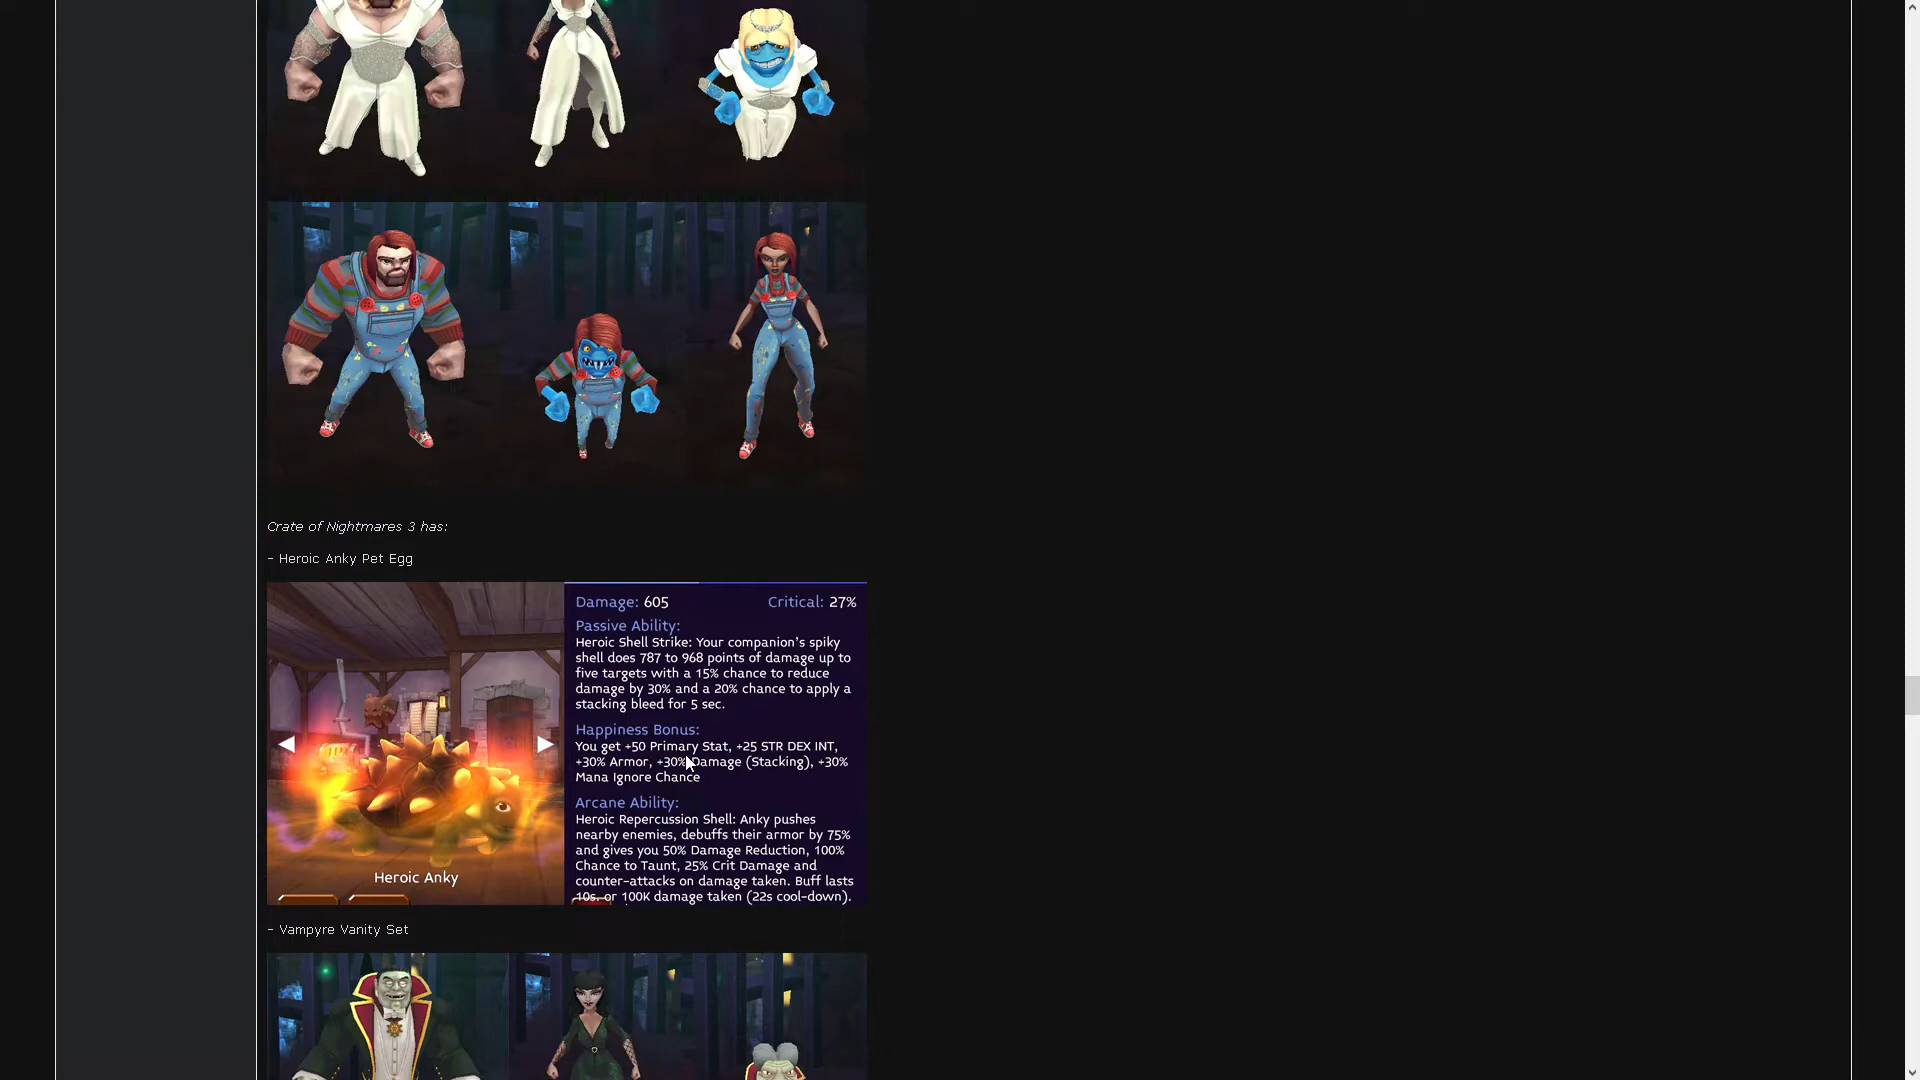 Crate of Nightmares 3 has:
- Heroic Anky Pet Egg
Damage: 605 Critical: 27%
Passive Ability:
Heroic Shell Strike: Your companion's spiky
shell does 787 to 968 points of damage up to
five targets with a 15% chance to reduce
damage by 30% and a 20% chance to apply a
stacking bleed for 5 sec.
Happiness Bonus:
You get +50 Primary Stat, +25 STR DEX INT,
+30% Armor, +30% Damage (Stacking), +30%
Mana Ignore Chance
Arcane Ability:
Heroic Repercussion Shell: Anky pushes
nearby enemies, debuffs their armor by 75%
and gives you 50% Damage Reduction, 100%
Chance to Taunt, 25% Crit Damage and
counter-attacks on damage taken. Buff lasts
10s. or 100K damage taken (22s cool-down).
Heroic Anky
- Vampyre Vanity Set